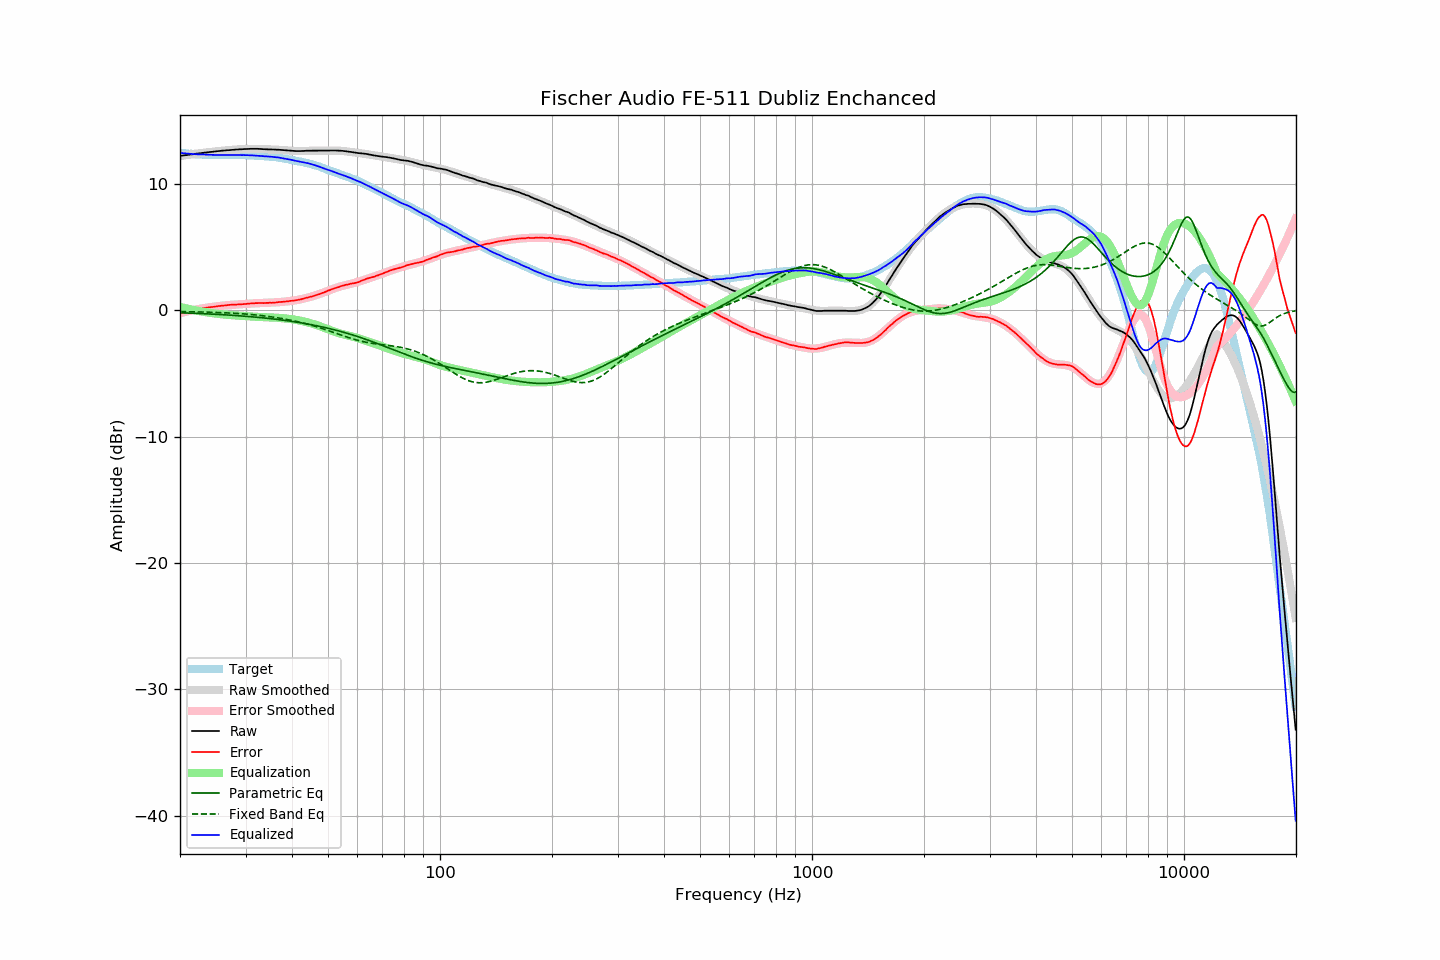 Fischer Audio FE-511 Dubliz Enchanced
10
0
−10
−20
−30
−40
Amplitude (dBr)
Target
Raw Smoothed
Error Smoothed
Raw
Error
Equalization
Parametric Eq
Fixed Band Eq
Equalized
100
1000
10000
Frequency (Hz)